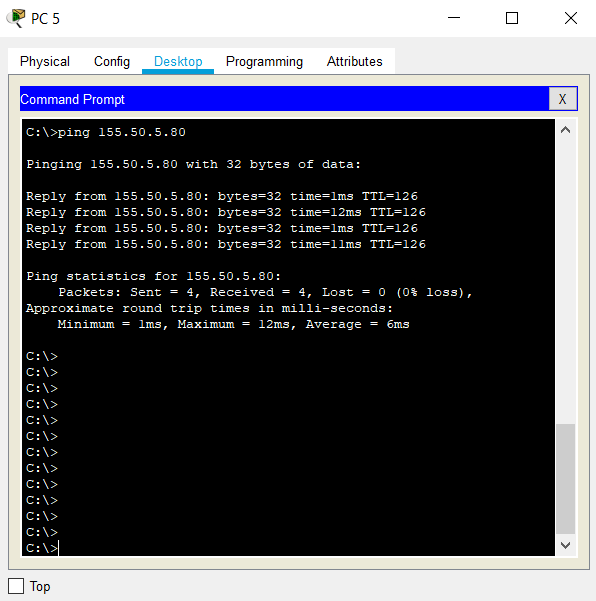 PC 5
Physical Config Desktop Programming Attributes
Command Prompt X
C:\>ping 155.50.5.80
Pinging 155.50.5.80 with 32 bytes of data:
Reply from 155.50.5.80: bytes=32 time=1ms TTL=126
Reply from 155.50.5.80: bytes=32 time=12ms TTL=126
Reply from 155.50.5.80: bytes=32 time=1ms TTL=126
Reply from 155.50.5.80: bytes=32 time=11ms TTL=126
Ping statistics for 155.50.5.80:
Packets: Sent = 4, Received = 4, Lost = 0 (0% loss),
Approximate round trip times in milli-seconds:
Minimum = 1ms, Maximum = 12ms, Average = 6ms
C:\>
C:\>
C:\>
C:\>
C:\>
C:\>
C:\>
C:\>
C:\>
C:\>
C:\>
C:\>
C:\>
Top